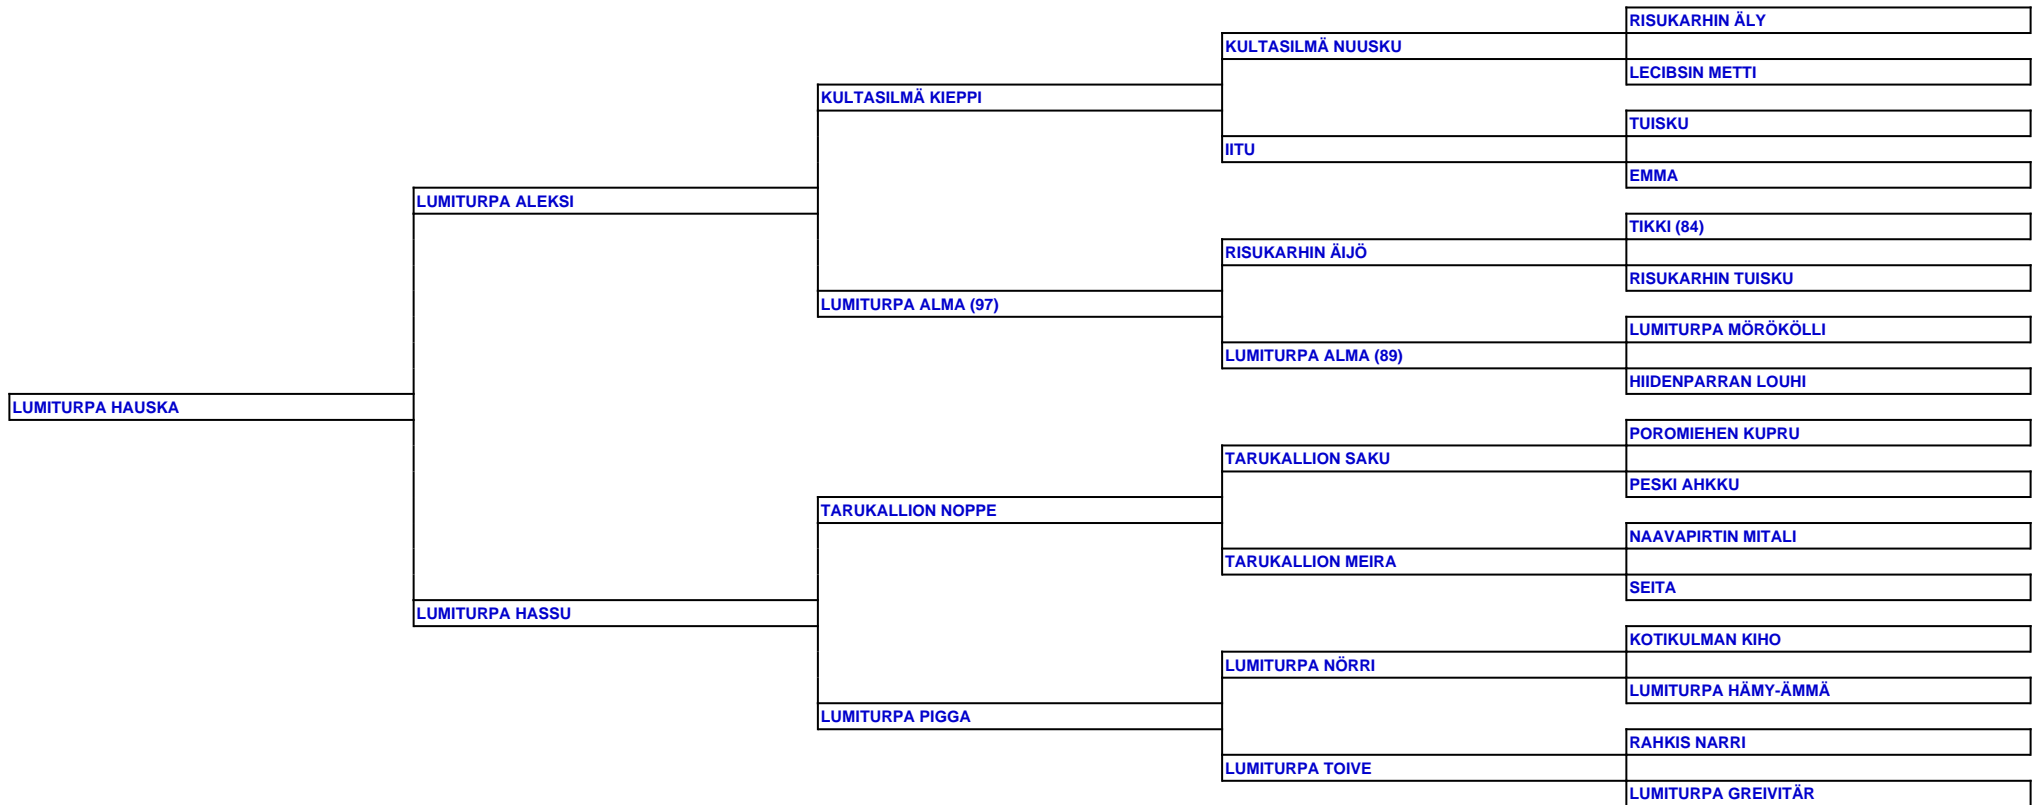 RISUKARHIN ÄLY
KULTASILMÄ NUUSKU
LECIBSIN METTI
KULTASILMÄ KIEPPI
TUISKU
IITU
EMMA
LUMITURPA ALEKSI
TIKKI (84)
RISUKARHIN ÄIJÖ
RISUKARHIN TUISKU
LUMITURPA ALMA (97)
LUMITURPA MÖRÖKÖLLI
LUMITURPA ALMA (89)
HIIDENPARRAN LOUHI
LUMITURPA HAUSKA
POROMIEHEN KUPRU
TARUKALLION SAKU
PESKI AHKKU
TARUKALLION NOPPE
NAAVAPIRTIN MITALI
TARUKALLION MEIRA
SEITA
LUMITURPA HASSU
KOTIKULMAN KIHO
LUMITURPA NÖRRI
LUMITURPA HÄMY-ÄMMÄ
LUMITURPA PIGGA
RAHKIS NARRI
LUMITURPA TOIVE
LUMITURPA GREIVITÄR